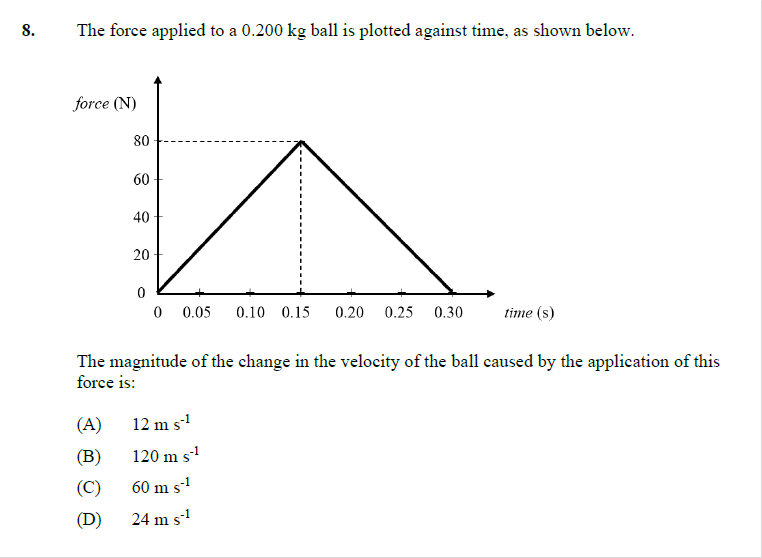 8. The force applied to a 0.200 kg ball is plotted against time, as shown below.
force (N)
80
60
40
20
0
0 0.05 0.10 0.15 0.20 0.25 0.30 time (s)
The magnitude of the change in the velocity of the ball caused by the application of this
force is:
(A) 12 m s⁻¹
(B) 120 m s⁻¹
(C) 60 m s⁻¹
(D) 24 m s⁻¹